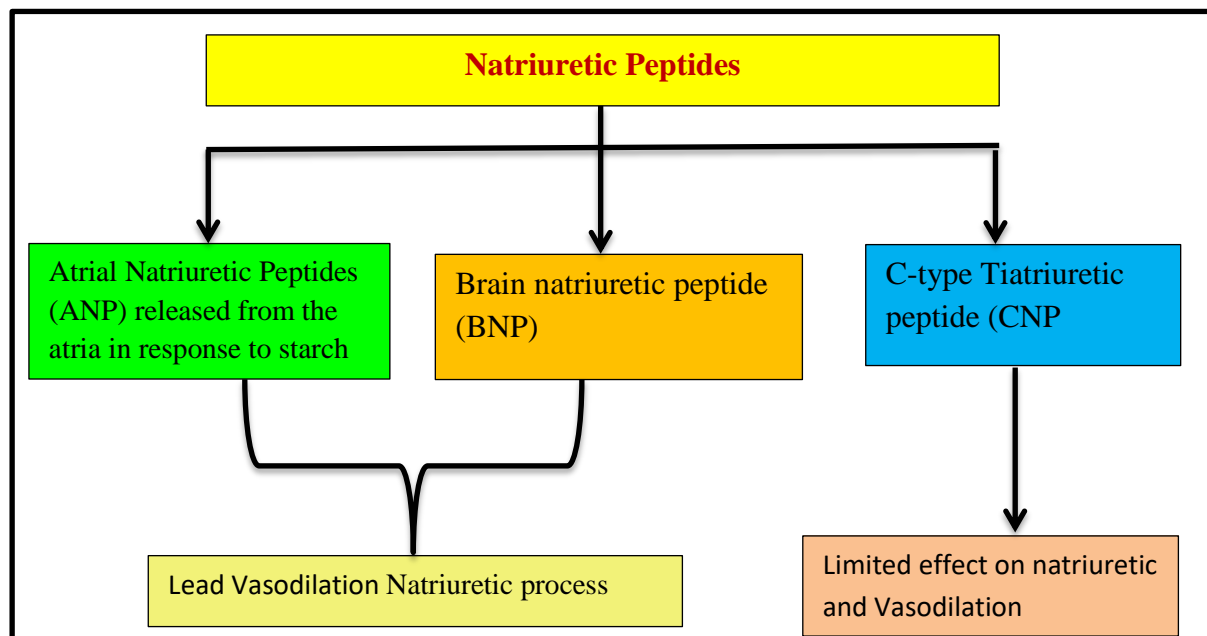 Natriuretic Peptides
Atrial Natriuretic Peptides
(ANP) released from the
atria in response to starch
Brain natriuretic peptide
(BNP)
C-type Tiatriuretic
peptide (CNP
Lead Vasodilation Natriuretic process
Limited effect on natriuretic
and Vasodilation